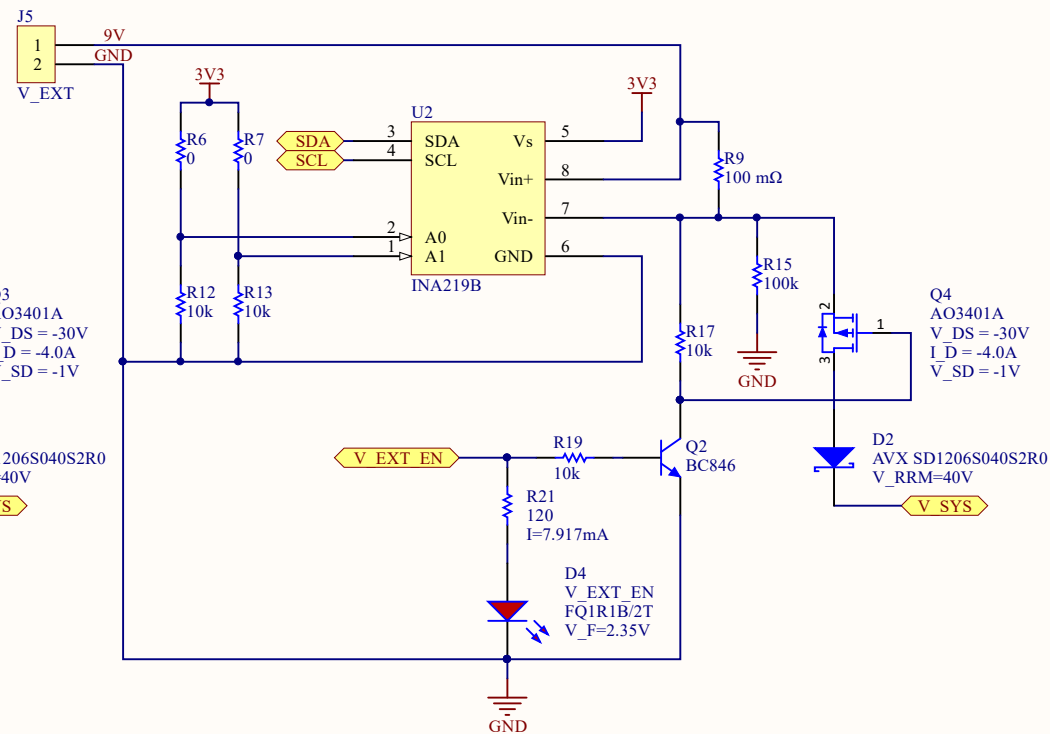 J5
1
2
V_EXT
9V
GND
3V3
R6
0
R7
0
SDA
SCL
3
4
2
1
U2
SDA
SCL
A0
A1
Vs
Vin+
Vin-
GND
INA219B
5
8
7
6
3V3
R9
100 mΩ
R12
10k
R13
10k
R15
100k
GND
R17
10k
2
1
3
Q4
AO3401A
V_DS = -30V
I_D = -4.0A
V_SD = -1V
3
O3401A
_DS = -30V
_D = -4.0A
_SD = -1V
1206S040S2R0
40V
S
V_EXT_EN
R19
10k
Q2
BC846
R21
120
I=7.917mA
D4
V_EXT_EN
FQ1R1B/2T
V_F=2.35V
GND
D2
AVX SD1206S040S2R0
V_RRM=40V
V_SYS